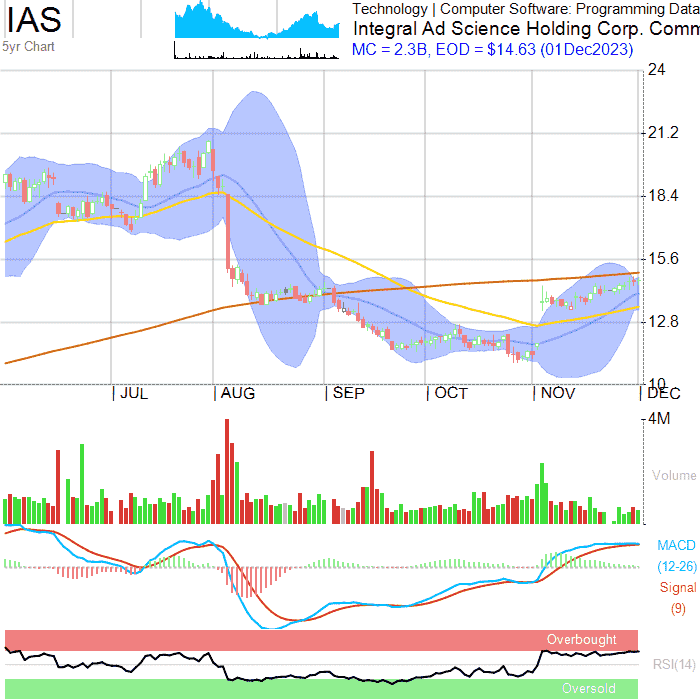 IAS
5yr Chart
Technology | Computer Software: Programming Data
Integral Ad Science Holding Corp. Comm
MC = 2.3B, EOD = $14.63 (01Dec2023)
24
21.2
18.4
15.6
12.8
10
JUL
AUG
SEP
OCT
NOV
DEC
4M
Volume
MACD
(12-26)
Signal
(9)
Overbought
RSI(14)
Oversold